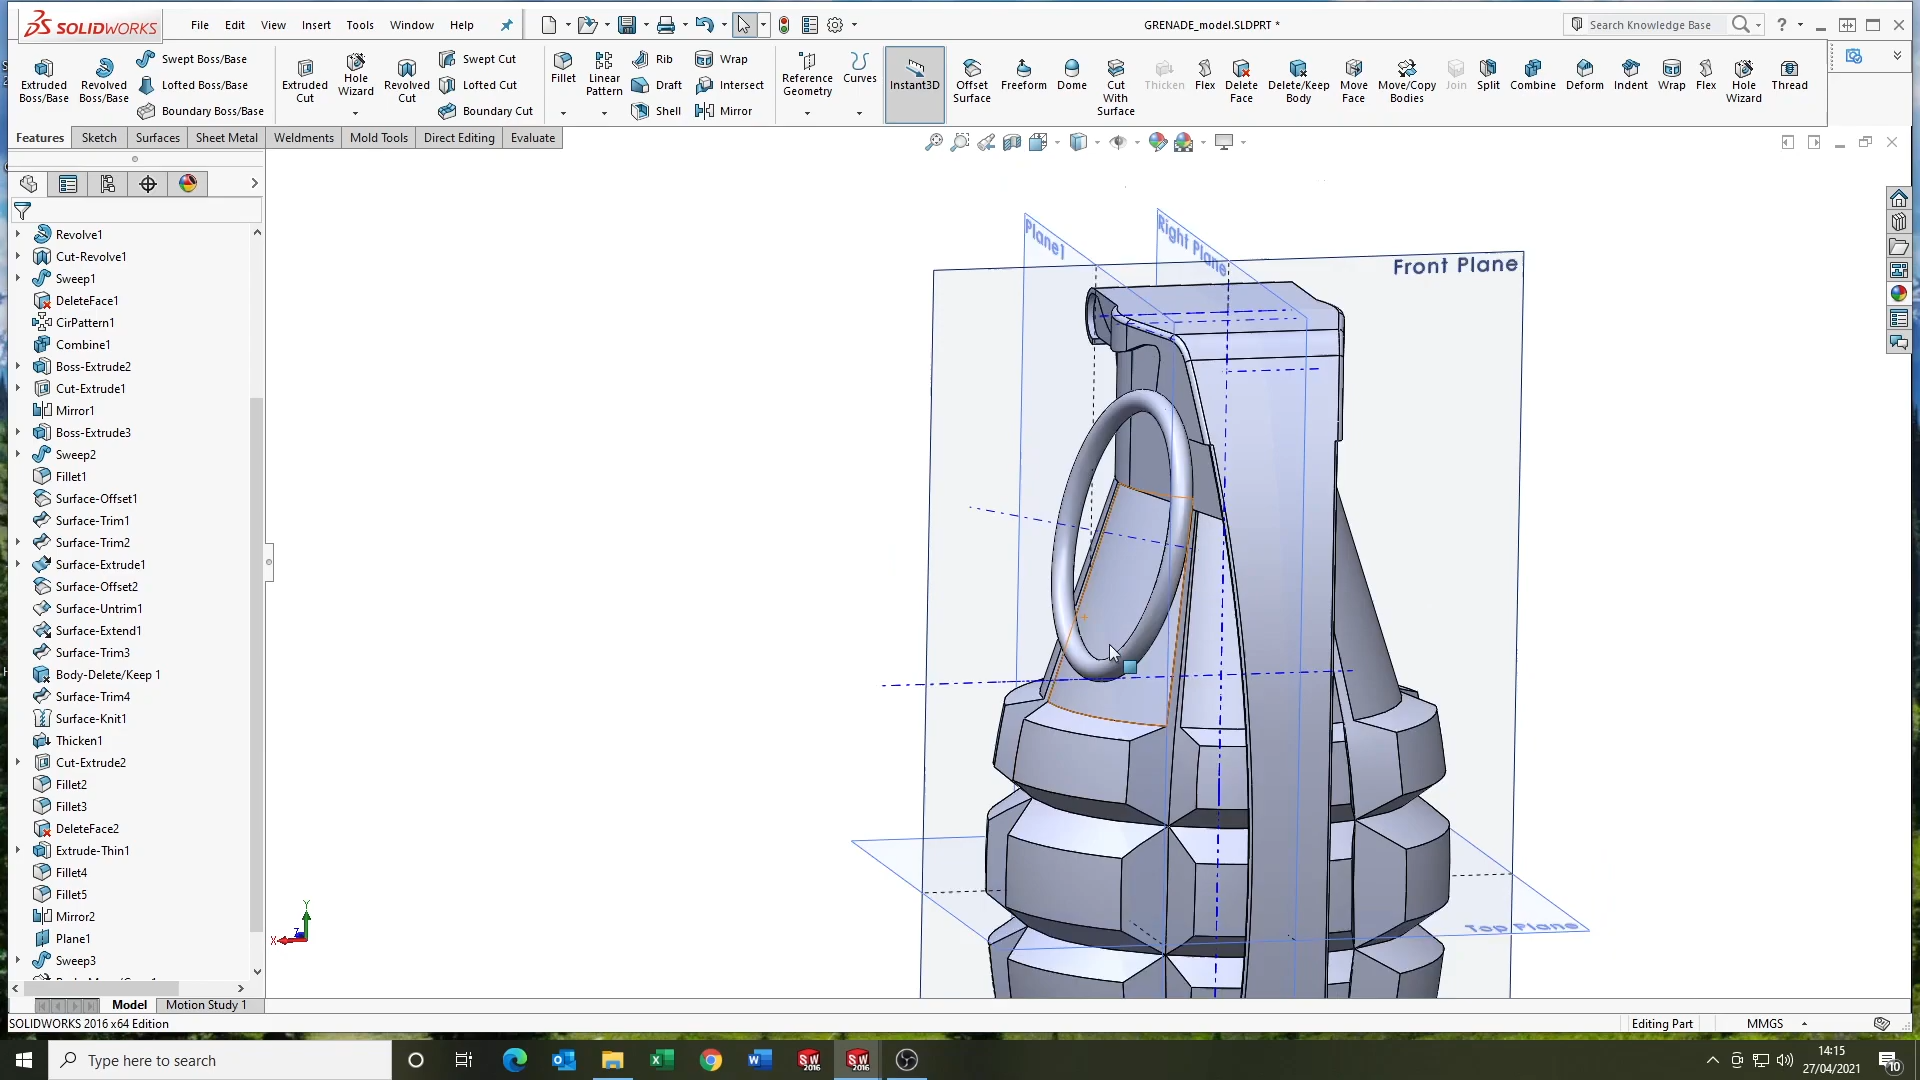 SOLIDWORKS
File Edit View Insert Tools Window Help
GRENADE_model.SLDPRT *
Search Knowledge Base
Extruded Boss/Base
Revolved Boss/Base
Swept Boss/Base
Lofted Boss/Base
Boundary Boss/Base
Extruded Cut
Hole Wizard
Revolved Cut
Swept Cut
Lofted Cut
Boundary Cut
Fillet
Linear Pattern
Rib
Draft
Shell
Wrap
Intersect
Mirror
Reference Geometry
Curves
Instant3D
Offset Surface
Freeform
Dome
Cut With Surface
Thicken
Flex
Delete Face
Delete/Keep Body
Move Face
Move/Copy Bodies
Join
Split
Combine
Deform
Indent
Wrap
Flex
Hole Wizard
Thread
Features Sketch Surfaces Sheet Metal Weldments Mold Tools Direct Editing Evaluate
Revolve1
Cut-Revolve1
Sweep1
DeleteFace1
CirPattern1
Combine1
Boss-Extrude2
Cut-Extrude1
Mirror1
Boss-Extrude3
Sweep2
Fillet1
Surface-Offset1
Surface-Trim1
Surface-Trim2
Surface-Extrude1
Surface-Offset2
Surface-Untrim1
Surface-Extend1
Surface-Trim3
Body-Delete/Keep 1
Surface-Trim4
Surface-Knit1
Thicken1
Cut-Extrude2
Fillet2
Fillet3
DeleteFace2
Extrude-Thin1
Fillet4
Fillet5
Mirror2
Plane1
Sweep3
Plane1
Right Plane
Front Plane
Top Plane
Y
X
Z
Model Motion Study 1
SOLIDWORKS 2016 x64 Edition
Editing Part
MMGS
Type here to search
SW 2016
SW 2016
14:15
27/04/2021
10